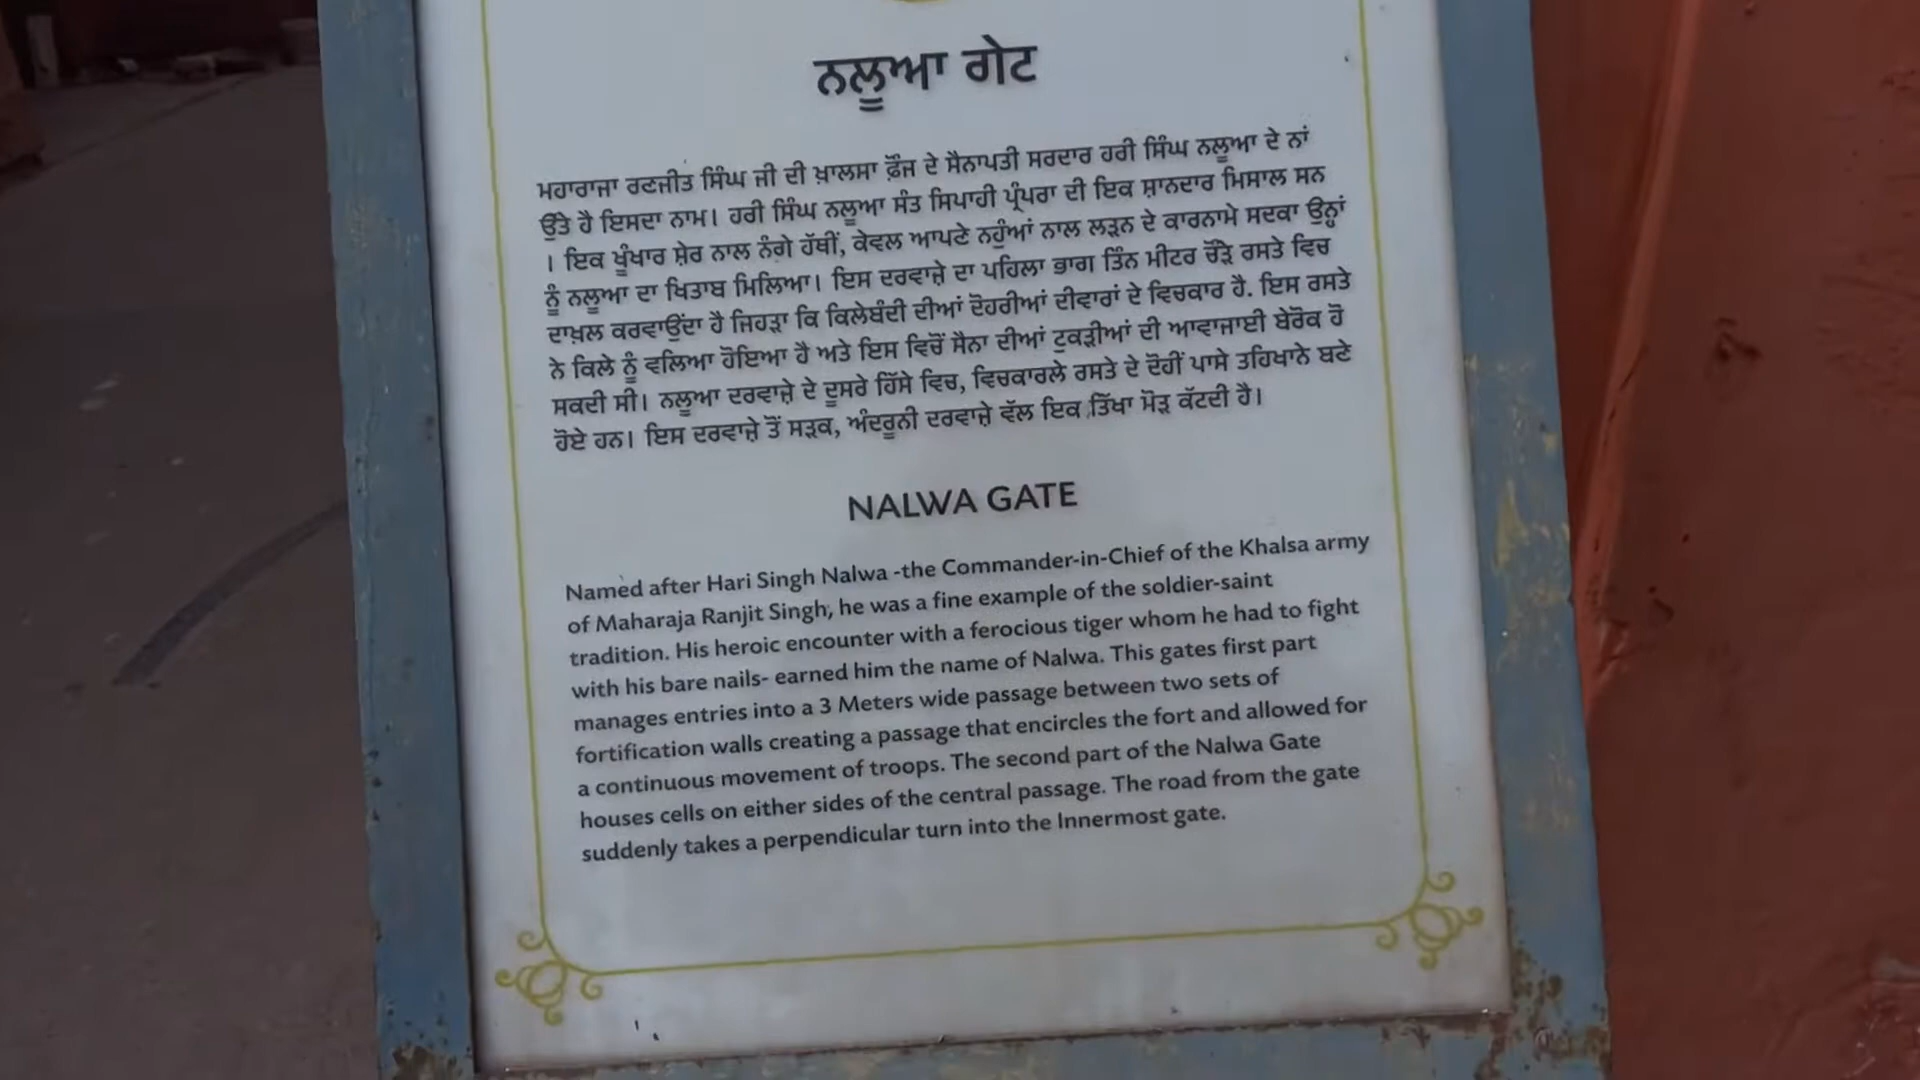 ਨਲੂਆ ਗੇਟ
ਮਹਾਰਾਜਾ ਰਣਜੀਤ ਸਿੰਘ ਜੀ ਦੀ ਖ਼ਾਲਸਾ ਫ਼ੌਜ ਦੇ ਸੈਨਾਪਤੀ ਸਰਦਾਰ ਹਰੀ ਸਿੰਘ ਨਲੂਆ ਦੇ ਨਾਂ
ਉੱਤੇ ਹੈ ਇਸਦਾ ਨਾਮ। ਹਰੀ ਸਿੰਘ ਨਲੂਆ ਸੰਤ ਸਿਪਾਹੀ ਪ੍ਰੰਪਰਾ ਦੀ ਇਕ ਸ਼ਾਨਦਾਰ ਮਿਸਾਲ ਸਨ
। ਇਕ ਖੂੰਖਾਰ ਸ਼ੇਰ ਨਾਲ ਨੰਗੇ ਹੱਥੀਂ, ਕੇਵਲ ਆਪਣੇ ਨਹੁੰਆਂ ਨਾਲ ਲੜਨ ਦੇ ਕਾਰਨਾਮੇ ਸਦਕਾ ਉਨ੍ਹਾਂ
ਨੂੰ ਨਲੂਆ ਦਾ ਖਿਤਾਬ ਮਿਲਿਆ। ਇਸ ਦਰਵਾਜ਼ੇ ਦਾ ਪਹਿਲਾ ਭਾਗ ਤਿੰਨ ਮੀਟਰ ਚੌੜੇ ਰਸਤੇ ਵਿਚ
ਦਾਖ਼ਲ ਕਰਵਾਉਂਦਾ ਹੈ ਜਿਹੜਾ ਕਿ ਕਿਲੇਬੰਦੀ ਦੀਆਂ ਦੋਹਰੀਆਂ ਦੀਵਾਰਾਂ ਦੇ ਵਿਚਕਾਰ ਹੈ. ਇਸ ਰਸਤੇ
ਨੇ ਕਿਲੇ ਨੂੰ ਵਲਿਆ ਹੋਇਆ ਹੈ ਅਤੇ ਇਸ ਵਿਚੋਂ ਸੈਨਾ ਦੀਆਂ ਟੁਕੜੀਆਂ ਦੀ ਆਵਾਜਾਈ ਬੇਰੋਕ ਹੋ
ਸਕਦੀ ਸੀ। ਨਲੂਆ ਦਰਵਾਜ਼ੇ ਦੇ ਦੂਸਰੇ ਹਿੱਸੇ ਵਿਚ, ਵਿਚਕਾਰਲੇ ਰਸਤੇ ਦੇ ਦੋਹੀਂ ਪਾਸੇ ਤਹਿਖਾਨੇ ਬਣੇ
ਹੋਏ ਹਨ। ਇਸ ਦਰਵਾਜ਼ੇ ਤੋਂ ਸੜਕ, ਅੰਦਰੂਨੀ ਦਰਵਾਜ਼ੇ ਵੱਲ ਇਕ ਤਿੱਖਾ ਮੋੜ ਕੱਟਦੀ ਹੈ।
NALWA GATE
Named after Hari Singh Nalwa -the Commander-in-Chief of the Khalsa army
of Maharaja Ranjit Singh, he was a fine example of the soldier-saint
tradition. His heroic encounter with a ferocious tiger whom he had to fight
with his bare nails- earned him the name of Nalwa. This gates first part
manages entries into a 3 Meters wide passage between two sets of
fortification walls creating a passage that encircles the fort and allowed for
a continuous movement of troops. The second part of the Nalwa Gate
houses cells on either sides of the central passage. The road from the gate
suddenly takes a perpendicular turn into the Innermost gate.